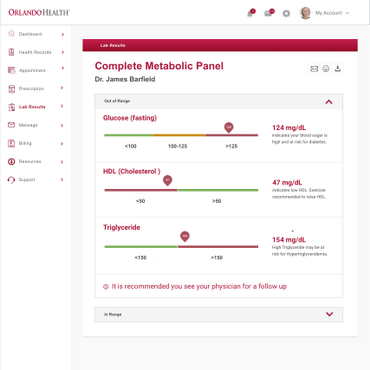 ORLANDO HEALTH®
My Account
Dashboard
Health Records
Appointment
Prescription
Lab Results
Message
Billing
Resources
Support
Lab Results
Complete Metabolic Panel
Dr. James Barfield
Out of Range
Glucose (fasting)
<100
100-125
>125
124 mg/dL
Indicates your blood sugar is
high and at risk for diabetes.
HDL (Cholesterol )
<50
>50
47 mg/dL
Indicates low HDL. Exercise
recommended to raise HDL.
Triglyceride
<150
>150
154 mg/dL
High Triglyceride may be at
risk for Hypertriglyceridemia.
It is recommended you see your physician for a follow up
In Range